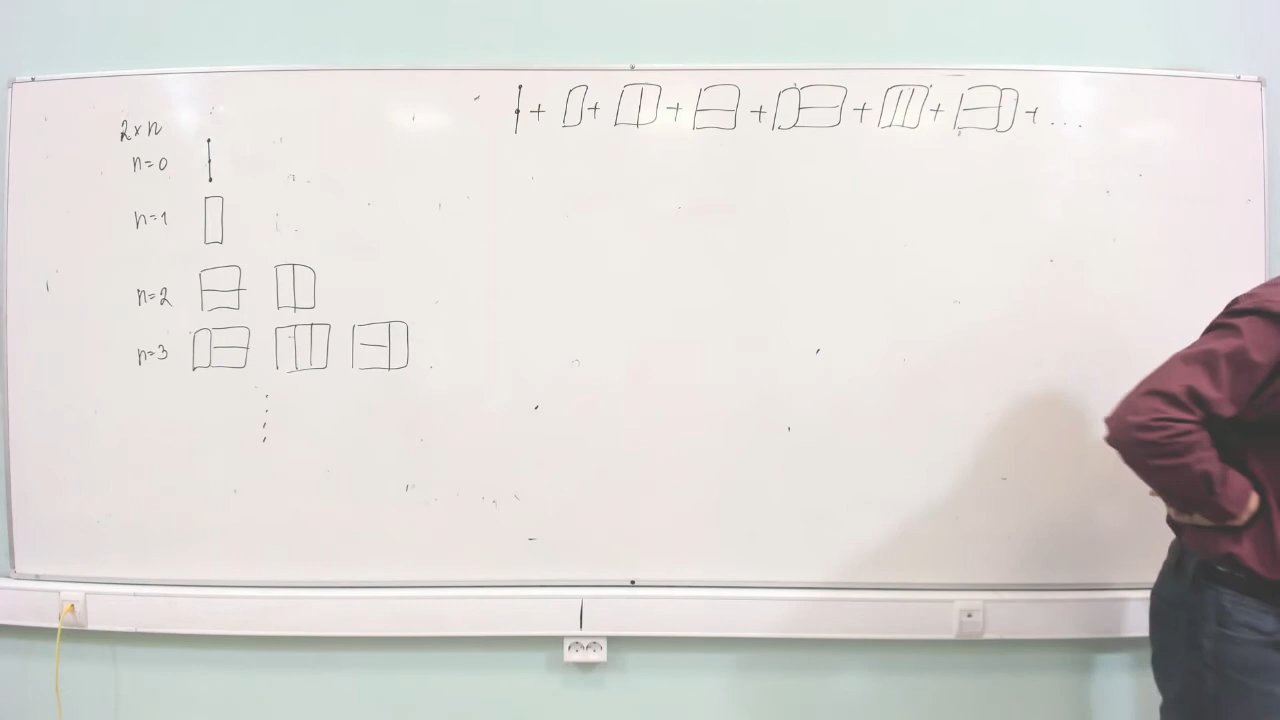 2×n
n=0
n=1
n=2
n=3
+ + + + + + + ...